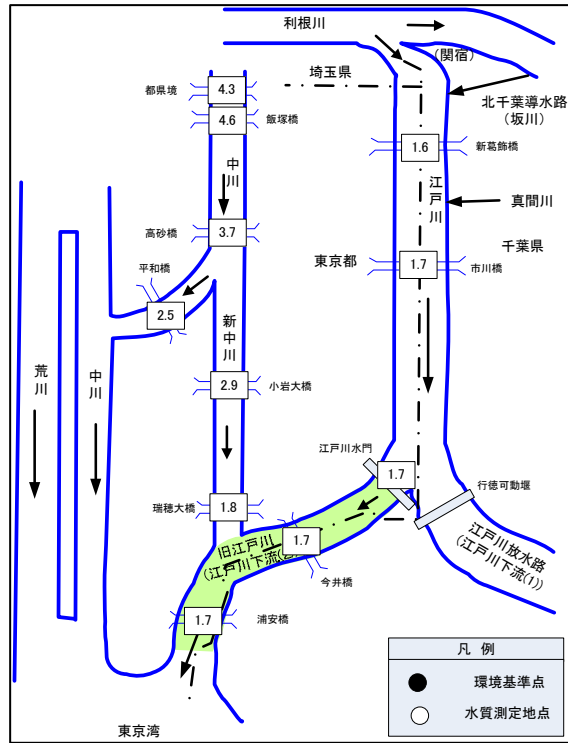 利根川
(関宿)
埼玉県
都県境
4.3
北千葉導水路
(坂川)
4.6
飯塚橋
1.6
新葛飾橋
中川
江戸川
真間川
高砂橋
3.7
東京都
千葉県
平和橋
1.7
市川橋
2.5
新中川
荒川
中川
2.9
小岩大橋
江戸川水門
1.7
行徳可動堰
瑞穂大橋
1.8
旧江戸川
(江戸川下流(2))
1.7
江戸川放水路
(江戸川下流(1))
今井橋
1.7
浦安橋
凡 例
環境基準点
水質測定地点
東京湾